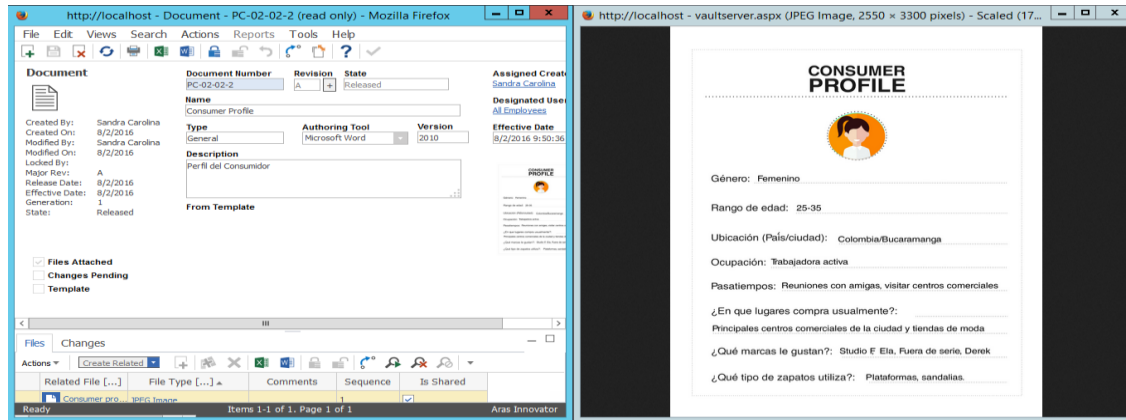 http://localhost - Document - PC-02-02-2 (read only) - Mozilla Firefox
File Edit Views Search Actions Reports Tools Help
Document
Document Number Revision State
PC-02-02-2 A Released
Name
Consumer Profile
Type Authoring Tool Version
General Microsoft Word 2010
Description
Perfil del Consumidor
From Template
Assigned Creat
Sandra Carolina
Designated Use
All Employees
Effective Date
8/2/2016 9:50:36
Created By: Sandra Carolina
Created On: 8/2/2016
Modified By: Sandra Carolina
Modified On: 8/2/2016
Locked By:
Major Rev: A
Release Date: 8/2/2016
Effective Date: 8/2/2016
Generation: 1
State: Released
CONSUMER
PROFILE
Files Attached
Changes Pending
Template
Files Changes
Actions Create Related
Related File [...] File Type [...] Comments Sequence Is Shared
Consumer pro... JPEG Image 1
Ready Items 1-1 of 1. Page 1 of 1 Aras Innovator
http://localhost - vaultserver.aspx (JPEG Image, 2550 × 3300 pixels) - Scaled (17...
CONSUMER
PROFILE
Género: Femenino
Rango de edad: 25-35
Ubicación (País/ciudad): Colombia/Bucaramanga
Ocupación: Trabajadora activa
Pasatiempos: Reuniones con amigas, visitar centros comerciales
¿En que lugares compra usualmente?:
Principales centros comerciales de la ciudad y tiendas de moda
¿Qué marcas le gustan?: Studio F, Ela, Fuera de serie, Derek
¿Qué tipo de zapatos utiliza?: Plataformas, sandalias.